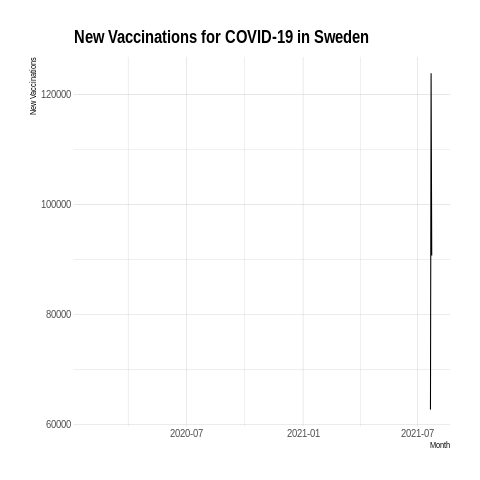 New Vaccinations for COVID-19 in Sweden
New Vaccinations
120000
100000
80000
60000
2020-07
2021-01
2021-07
Month